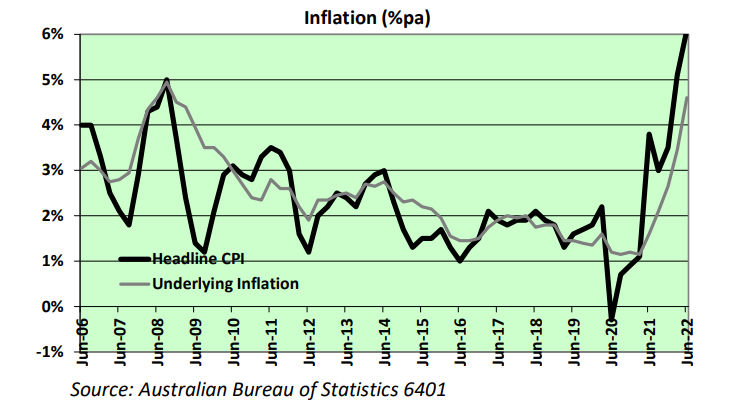 Inflation (%pa)
6%
5%
4%
3%
2%
1%
0%
-1%
Headline CPI
Underlying Inflation
Jun-06
Jun-07
Jun-08
Jun-09
Jun-10
Jun-11
Jun-12
Jun-13
Jun-14
Jun-15
Jun-16
Jun-17
Jun-18
Jun-19
Jun-20
Jun-21
Jun-22
Source: Australian Bureau of Statistics 6401